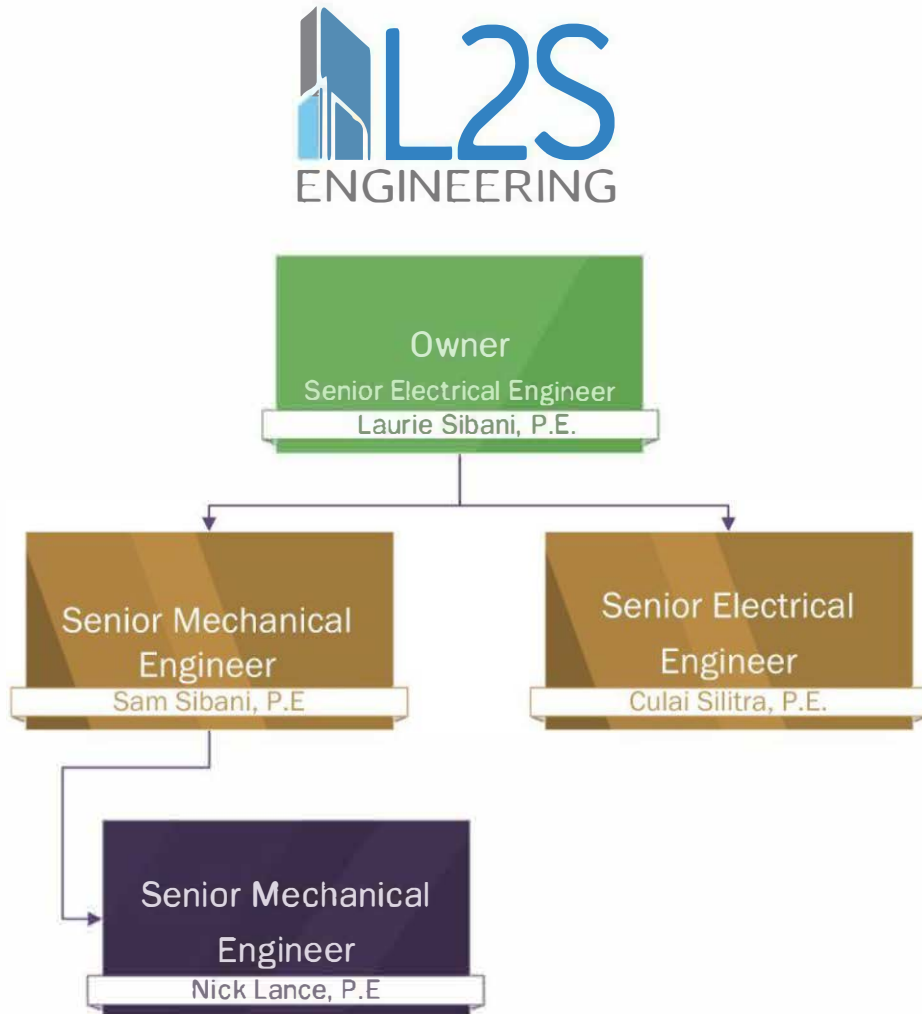 L2S
ENGINEERING
Owner
Senior Electrical Engineer
Laurie Sibani, P.E.
Senior Mechanical
Engineer
Sam Sibani, P.E
Senior Electrical
Engineer
Culai Silitra, P.E.
Senior Mechanical
Engineer
Nick Lance, P.E